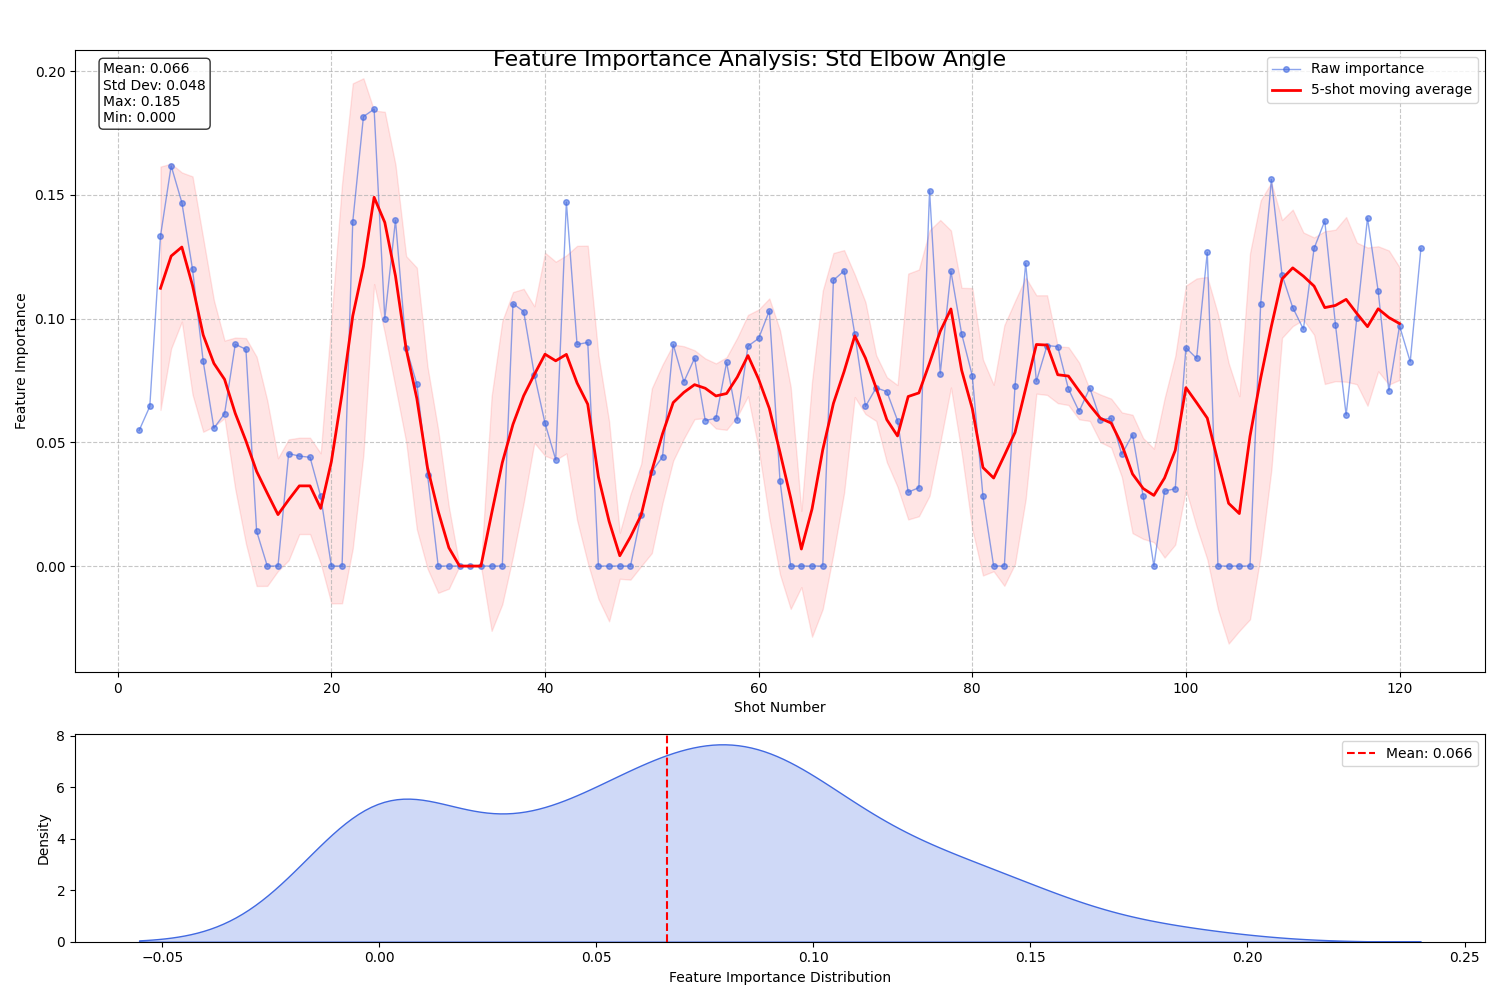 Feature Importance Analysis: Std Elbow Angle
Mean: 0.066
Std Dev: 0.048
Max: 0.185
Min: 0.000
Raw importance
5-shot moving average
Feature Importance
0.20
0.15
0.10
0.05
0.00
0 20 40 60 80 100 120
Shot Number
Mean: 0.066
Density
8
6
4
2
0
−0.05 0.00 0.05 0.10 0.15 0.20 0.25
Feature Importance Distribution